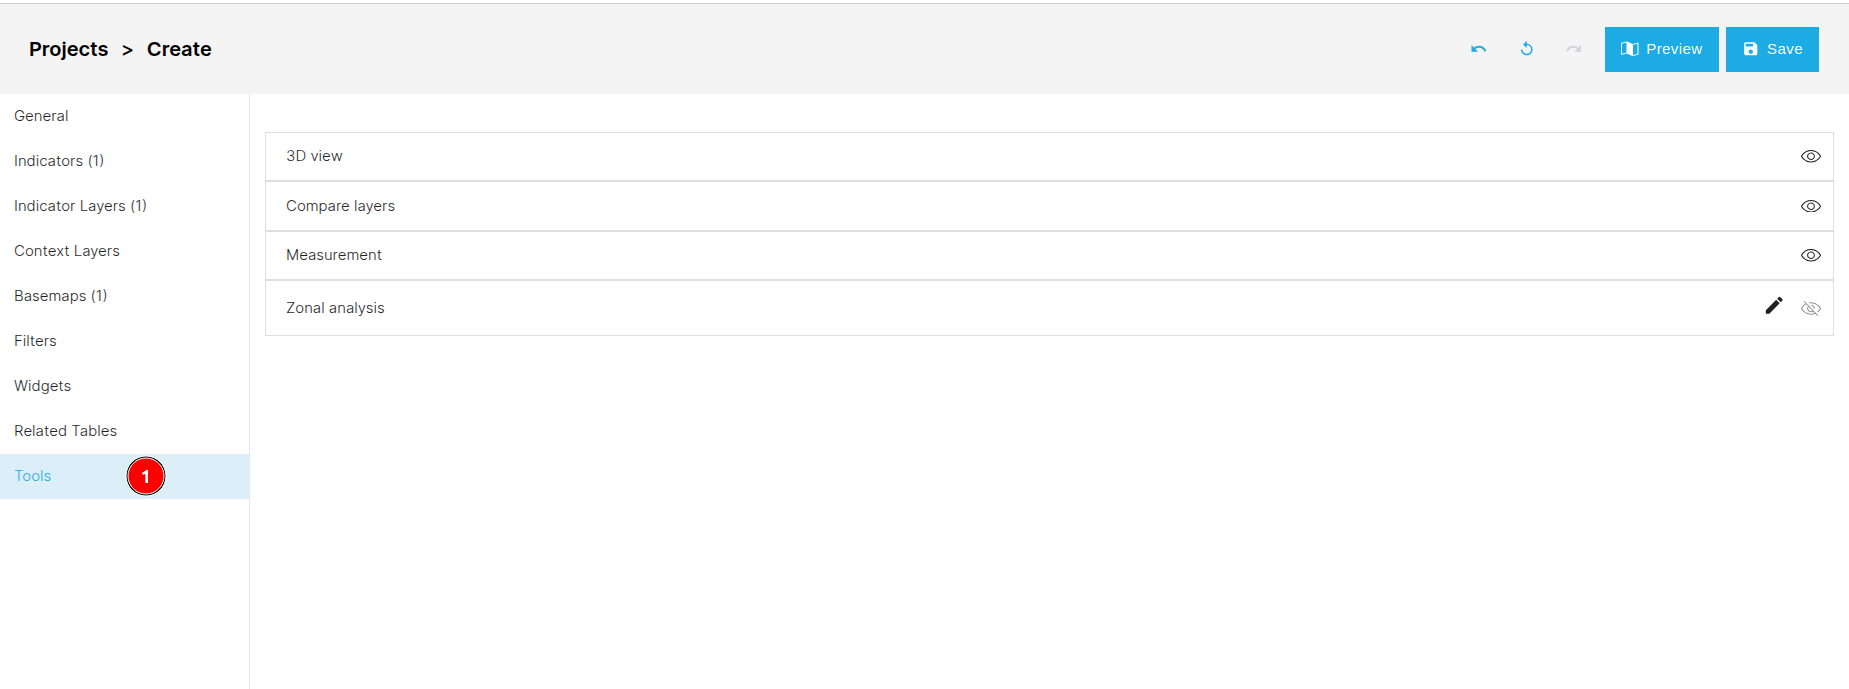 Projects > Create
Preview
Save
General
Indicators (1)
Indicator Layers (1)
Context Layers
Basemaps (1)
Filters
Widgets
Related Tables
Tools
1
3D view
Compare layers
Measurement
Zonal analysis